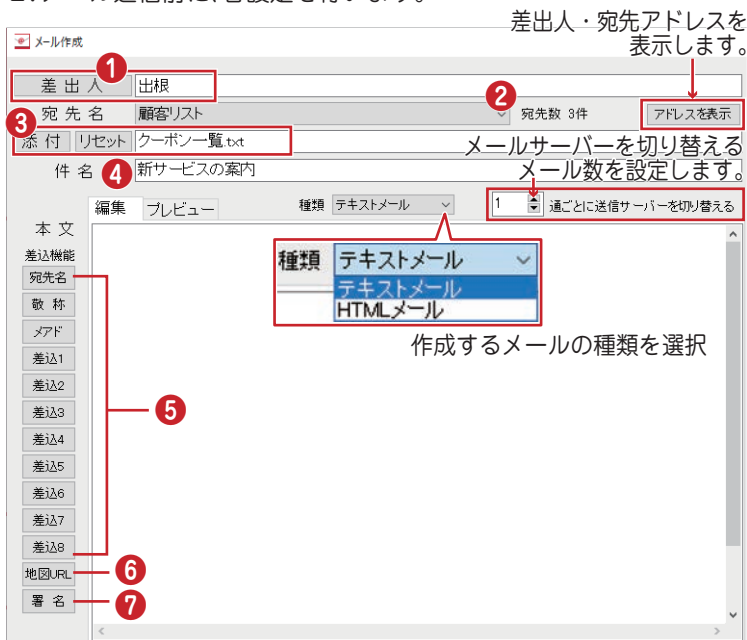 差出人・宛先アドレスを
表示します。
メール作成
差 出 人
1
出根
宛 先 名
顧客リスト
2
宛先数 3件
アドレスを表示
3
添 付
リセット
クーポン一覧.txt
メールサーバーを切り替える
メール数を設定します。
件 名
4
新サービスの案内
編集
プレビュー
種類
テキストメール
1
通ごとに送信サーバーを切り替える
本 文
差込機能
種類
テキストメール
テキストメール
HTMLメール
作成するメールの種類を選択
宛先名
敬 称
メアド
差込1
差込2
差込3
5
差込4
差込5
差込6
差込7
差込8
地図URL
6
署 名
7